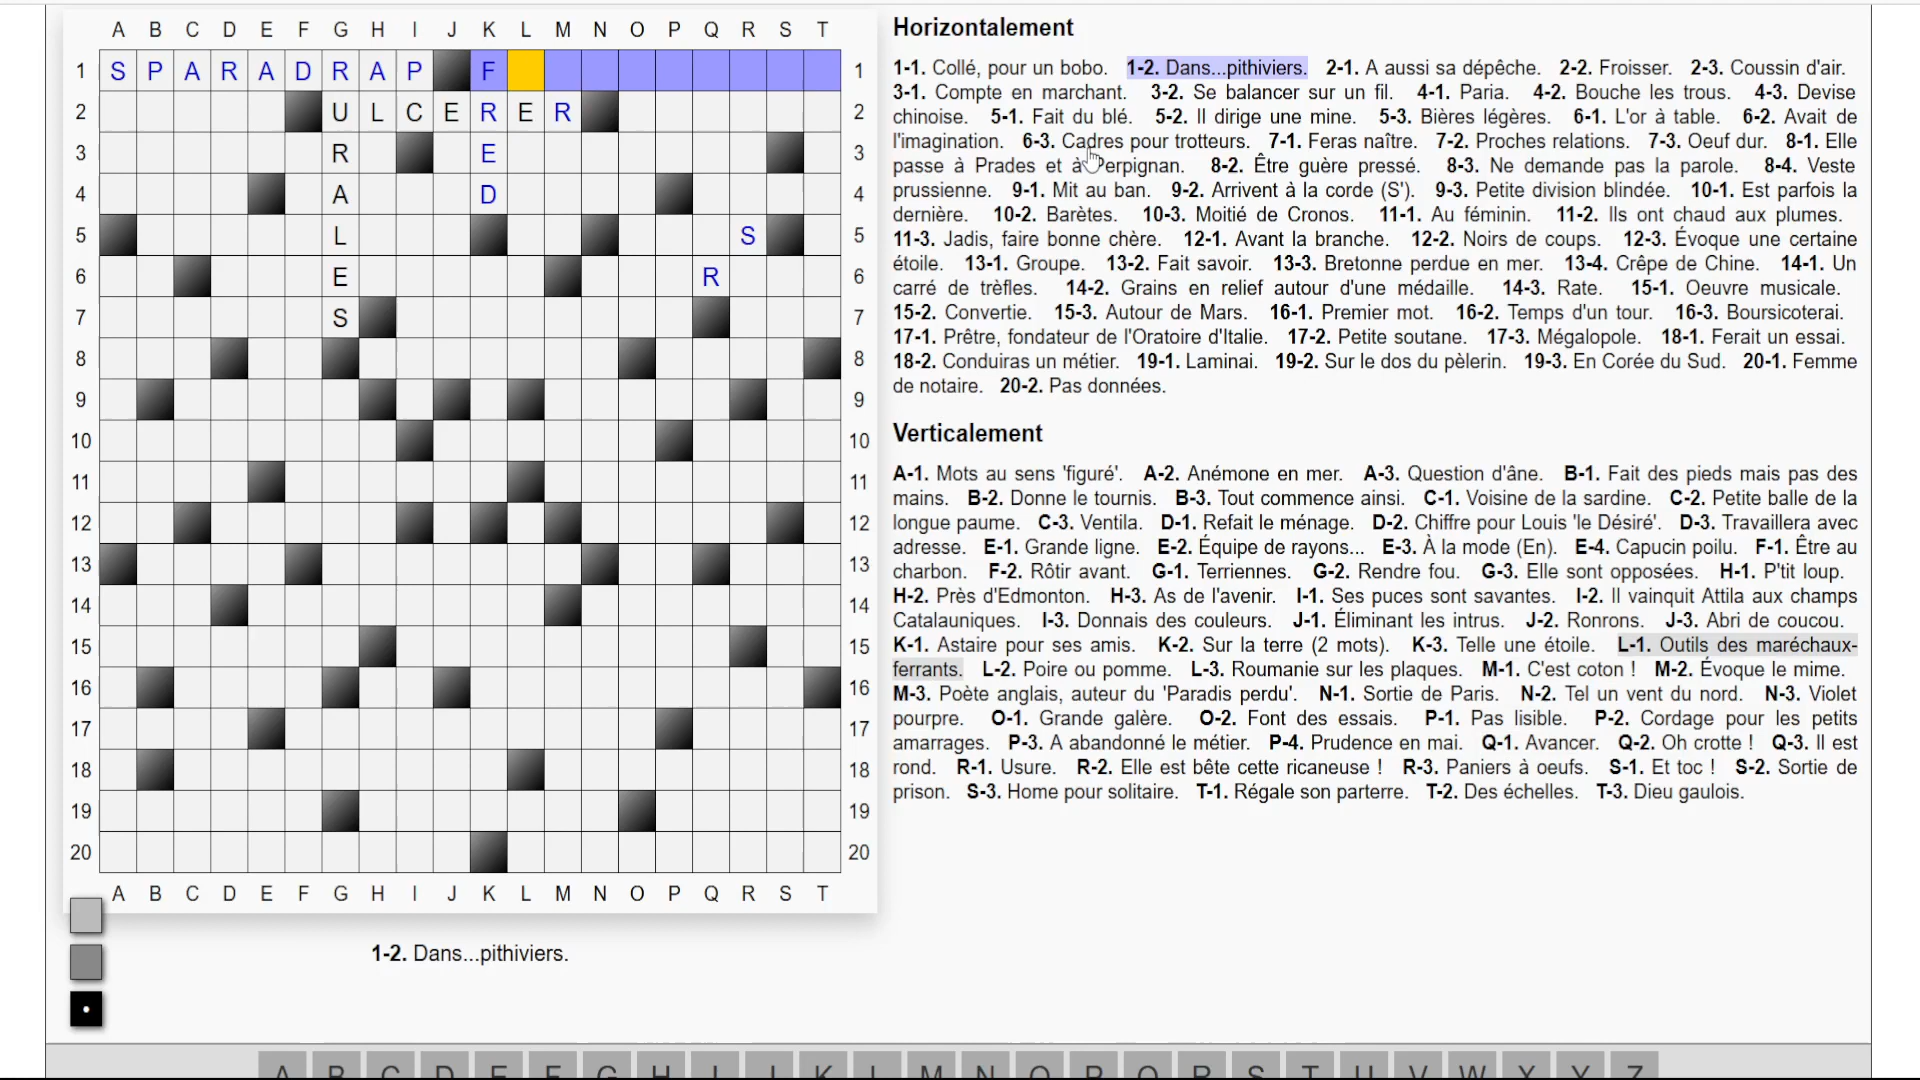 A B C D E F G H I J K L M N O P Q R S T
1 S P A R A D R A P F 1
2 U L C E R E R 2
3 R E 3
4 A D 4
5 L S 5
6 E R 6
7 S 7
8 8
9 9
10 10
11 11
12 12
13 13
14 14
15 15
16 16
17 17
18 18
19 19
20 20
A B C D E F G H I J K L M N O P Q R S T
1-2. Dans...pithiviers.
Horizontalement
1-1. Collé, pour un bobo. 1-2. Dans...pithiviers. 2-1. A aussi sa dépêche. 2-2. Froisser. 2-3. Coussin d'air.
3-1. Compte en marchant. 3-2. Se balancer sur un fil. 4-1. Paria. 4-2. Bouche les trous. 4-3. Devise
chinoise. 5-1. Fait du blé. 5-2. Il dirige une mine. 5-3. Bières légères. 6-1. L'or à table. 6-2. Avait de
l'imagination. 6-3. Cadres pour trotteurs. 7-1. Feras naître. 7-2. Proches relations. 7-3. Oeuf dur. 8-1. Elle
passe à Prades et à Perpignan. 8-2. Être guère pressé. 8-3. Ne demande pas la parole. 8-4. Veste
prussienne. 9-1. Mit au ban. 9-2. Arrivent à la corde (S'). 9-3. Petite division blindée. 10-1. Est parfois la
dernière. 10-2. Barètes. 10-3. Moitié de Cronos. 11-1. Au féminin. 11-2. Ils ont chaud aux plumes.
11-3. Jadis, faire bonne chère. 12-1. Avant la branche. 12-2. Noirs de coups. 12-3. Évoque une certaine
étoile. 13-1. Groupe. 13-2. Fait savoir. 13-3. Bretonne perdue en mer. 13-4. Crêpe de Chine. 14-1. Un
carré de trèfles. 14-2. Grains en relief autour d'une médaille. 14-3. Rate. 15-1. Oeuvre musicale.
15-2. Convertie. 15-3. Autour de Mars. 16-1. Premier mot. 16-2. Temps d'un tour. 16-3. Boursicoterai.
17-1. Prêtre, fondateur de l'Oratoire d'Italie. 17-2. Petite soutane. 17-3. Mégalopole. 18-1. Ferait un essai.
18-2. Conduiras un métier. 19-1. Laminai. 19-2. Sur le dos du pèlerin. 19-3. En Corée du Sud. 20-1. Femme
de notaire. 20-2. Pas données.
Verticalement
A-1. Mots au sens 'figuré'. A-2. Anémone en mer. A-3. Question d'âne. B-1. Fait des pieds mais pas des
mains. B-2. Donne le tournis. B-3. Tout commence ainsi. C-1. Voisine de la sardine. C-2. Petite balle de la
longue paume. C-3. Ventila. D-1. Refait le ménage. D-2. Chiffre pour Louis 'le Désiré'. D-3. Travaillera avec
adresse. E-1. Grande ligne. E-2. Équipe de rayons... E-3. À la mode (En). E-4. Capucin poilu. F-1. Être au
charbon. F-2. Rôtir avant. G-1. Terriennes. G-2. Rendre fou. G-3. Elle sont opposées. H-1. P'tit loup.
H-2. Près d'Edmonton. H-3. As de l'avenir. I-1. Ses puces sont savantes. I-2. Il vainquit Attila aux champs
Catalauniques. I-3. Donnais des couleurs. J-1. Éliminant les intrus. J-2. Ronrons. J-3. Abri de coucou.
K-1. Astaire pour ses amis. K-2. Sur la terre (2 mots). K-3. Telle une étoile. L-1. Outils des maréchaux-
ferrants. L-2. Poire ou pomme. L-3. Roumanie sur les plaques. M-1. C'est coton ! M-2. Évoque le mime.
M-3. Poète anglais, auteur du 'Paradis perdu'. N-1. Sortie de Paris. N-2. Tel un vent du nord. N-3. Violet
pourpre. O-1. Grande galère. O-2. Font des essais. P-1. Pas lisible. P-2. Cordage pour les petits
amarrages. P-3. A abandonné le métier. P-4. Prudence en mai. Q-1. Avancer. Q-2. Oh crotte ! Q-3. Il est
rond. R-1. Usure. R-2. Elle est bête cette ricaneuse ! R-3. Paniers à oeufs. S-1. Et toc ! S-2. Sortie de
prison. S-3. Home pour solitaire. T-1. Régale son parterre. T-2. Des échelles. T-3. Dieu gaulois.
A B C D E F G H I J K L M N O P Q R S T U V W X Y Z